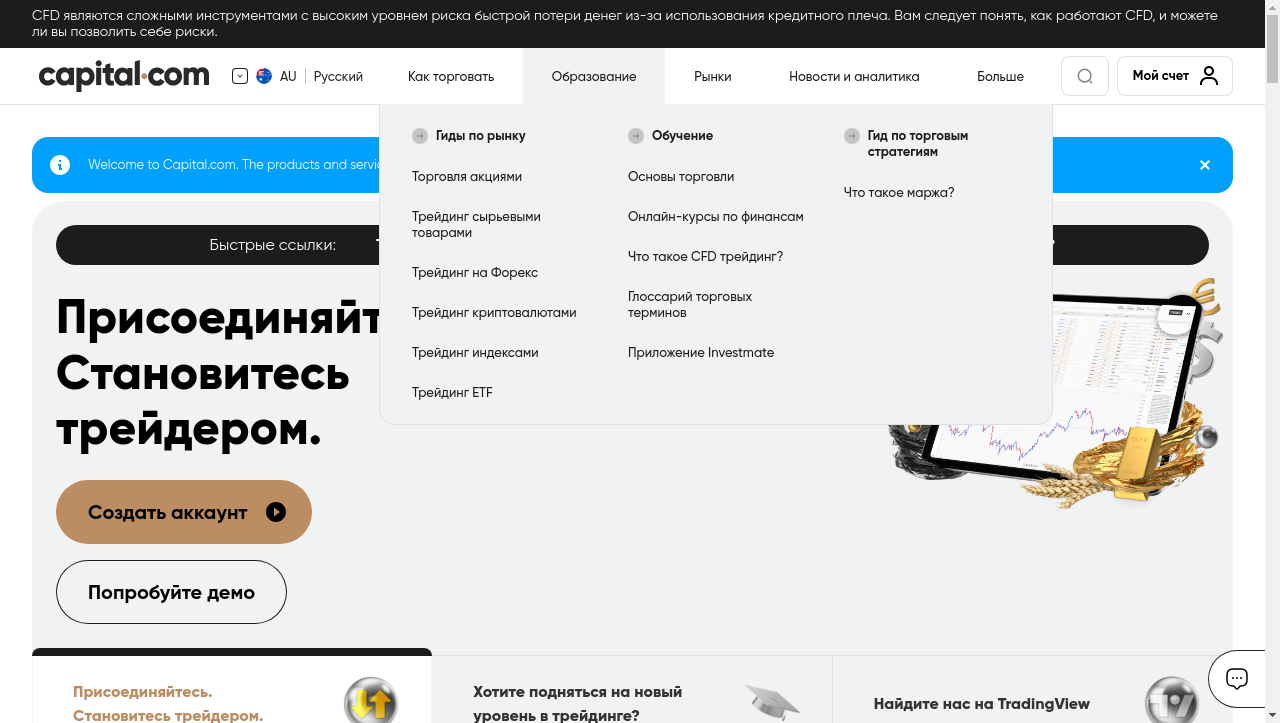 CFD являются сложными инструментами с высоким уровнем риска быстрой потери денег из-за использования кредитного плеча. Вам следует понять, как работают CFD, и можете
ли вы позволить себе риски.
capital.com
AU
Русский
Как торговать
Образование
Рынки
Новости и аналитика
Больше
Мой счет
Гиды по рынку
Торговля акциями
Трейдинг сырьевыми
товарами
Трейдинг на Форекс
Трейдинг криптовалютами
Трейдинг индексами
Трейдинг ETF
Обучение
Основы торговли
Онлайн-курсы по финансам
Что такое CFD трейдинг?
Глоссарий торговых
терминов
Приложение Investmate
Гид по торговым
стратегиям
Что такое маржа?
Welcome to Capital.com. The products and
Быстрые ссылки:
Присоединяйт
Становитесь
трейдером.
Создать аккаунт
Попробуйте демо
Присоединяйтесь.
Становитесь трейдером.
Хотите подняться на новый
уровень в трейдинге?
Найдите нас на TradingView